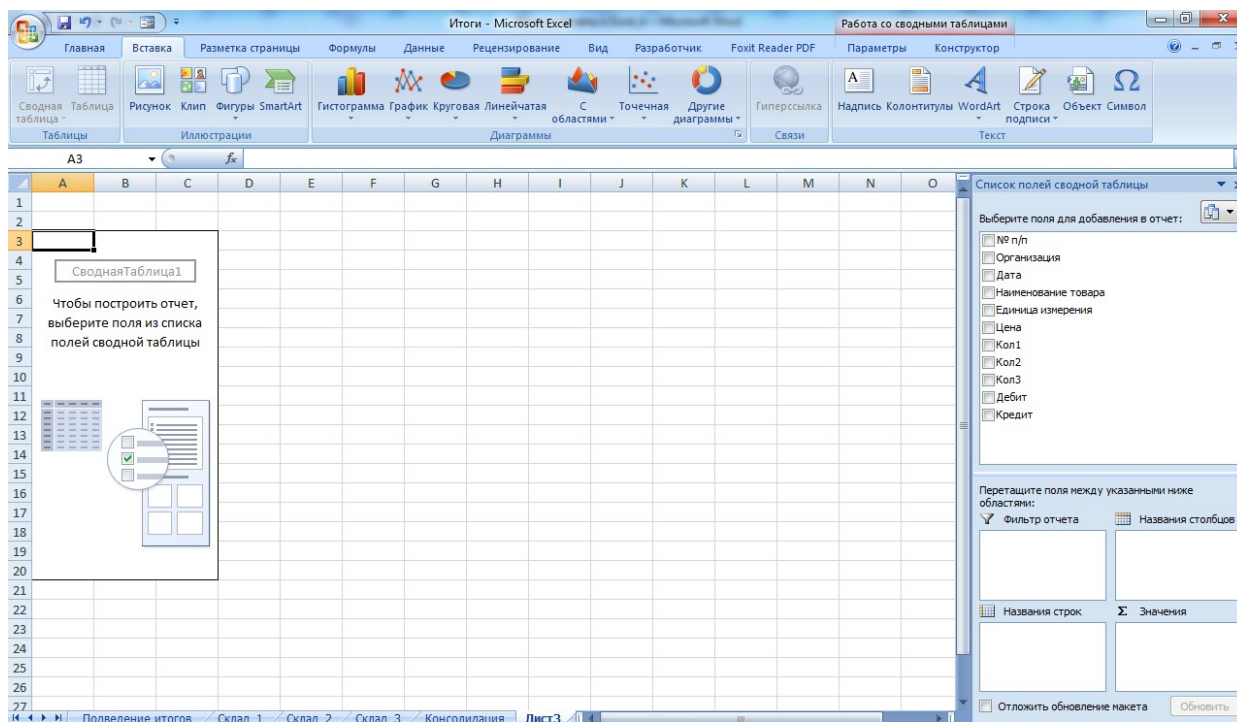 Итоги - Microsoft Excel
Работа со сводными таблицами
Главная Вставка Разметка страницы Формулы Данные Рецензирование Вид Разработчик Foxit Reader PDF Параметры Конструктор
Сводная таблица Таблица Рисунок Клип Фигуры SmartArt Гистограмма График Круговая Линейчатая С областями Точечная Другие диаграммы Гиперссылка Надпись Колонтитулы WordArt Строка подписи Объект Символ
Таблицы Иллюстрации Диаграммы Связи Текст
A3 fx
A B C D E F G H I J K L M N O
1
2
3
4
5
6
7
8
9
10
11
12
13
14
15
16
17
18
19
20
21
22
23
24
25
26
27
СводнаяТаблица1
Чтобы построить отчет,
выберите поля из списка
полей сводной таблицы
Список полей сводной таблицы
Выберите поля для добавления в отчет:
№ п/п
Организация
Дата
Наименование товара
Единица измерения
Цена
Кол1
Кол2
Кол3
Дебит
Кредит
Перетащите поля между указанными ниже
областями:
Фильтр отчета Названия столбцов
Названия строк Σ Значения
Отложить обновление макета Обновить
Подведение итогов Склад_1 Склад_2 Склад_3 Консолидация Лист3